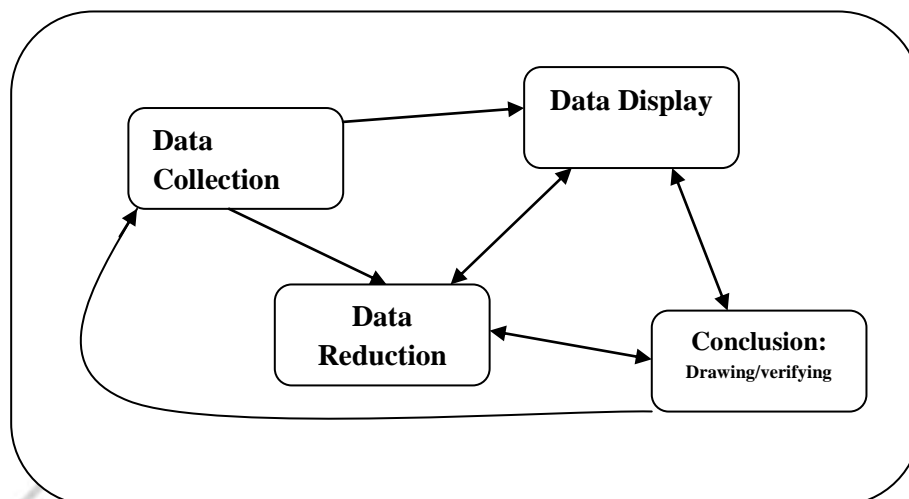 Data Display
Data
Collection
Data
Reduction
Conclusion:
Drawing/verifying